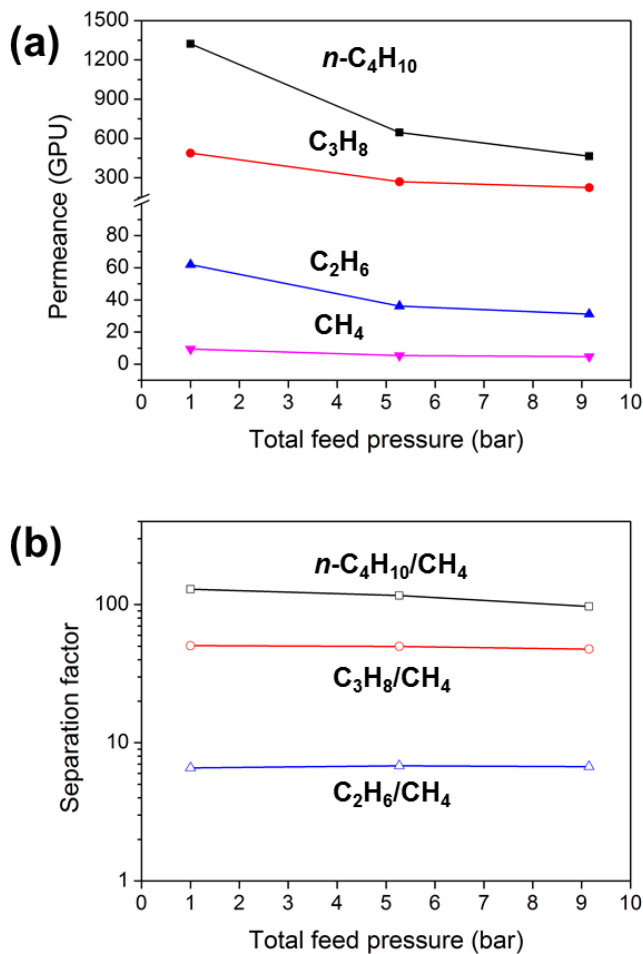 (a)
1500
1200
900
600
300
80
60
40
20
0
Permeance (GPU)
n-C₄H₁₀
C₃H₈
C₂H₆
CH₄
0 1 2 3 4 5 6 7 8 9 10
Total feed pressure (bar)
(b)
100
10
1
Separation factor
n-C₄H₁₀/CH₄
C₃H₈/CH₄
C₂H₆/CH₄
0 1 2 3 4 5 6 7 8 9 10
Total feed pressure (bar)